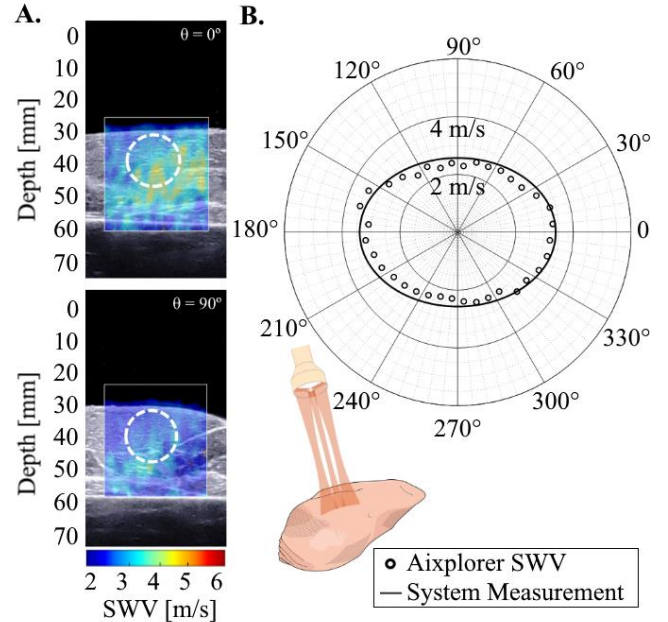 A.
θ = 0º
0
10
20
30
40
50
60
70
Depth [mm]
θ = 90º
0
10
20
30
40
50
60
70
Depth [mm]
2 3 4 5 6
SWV [m/s]
B.
90°
120° 60°
150° 30°
180° 0
210° 330°
240° 300°
270°
4 m/s
2 m/s
Aixplorer SWV
System Measurement